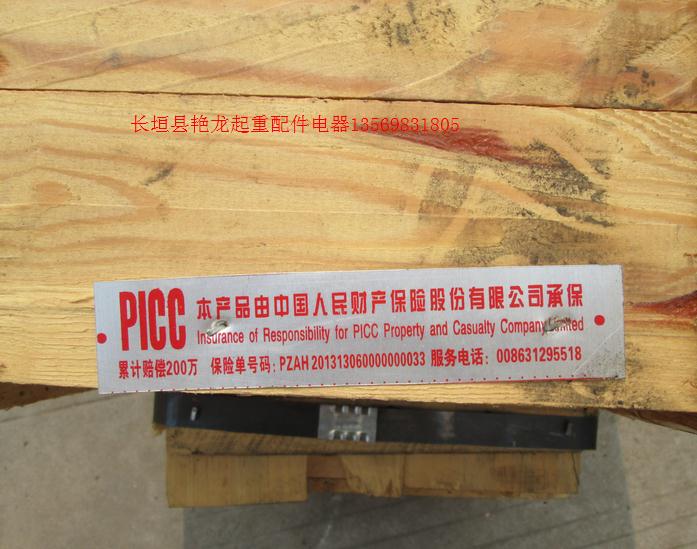 长垣县艳龙起重配件电器13569831805
PICC 本产品由中国人民财产保险股份有限公司承保
Insurance of Responsibility for PICC Property and Casualty Company,Limited
累计赔偿200万 保险单号码:PZAH201313060000000033 服务电话:008631295518